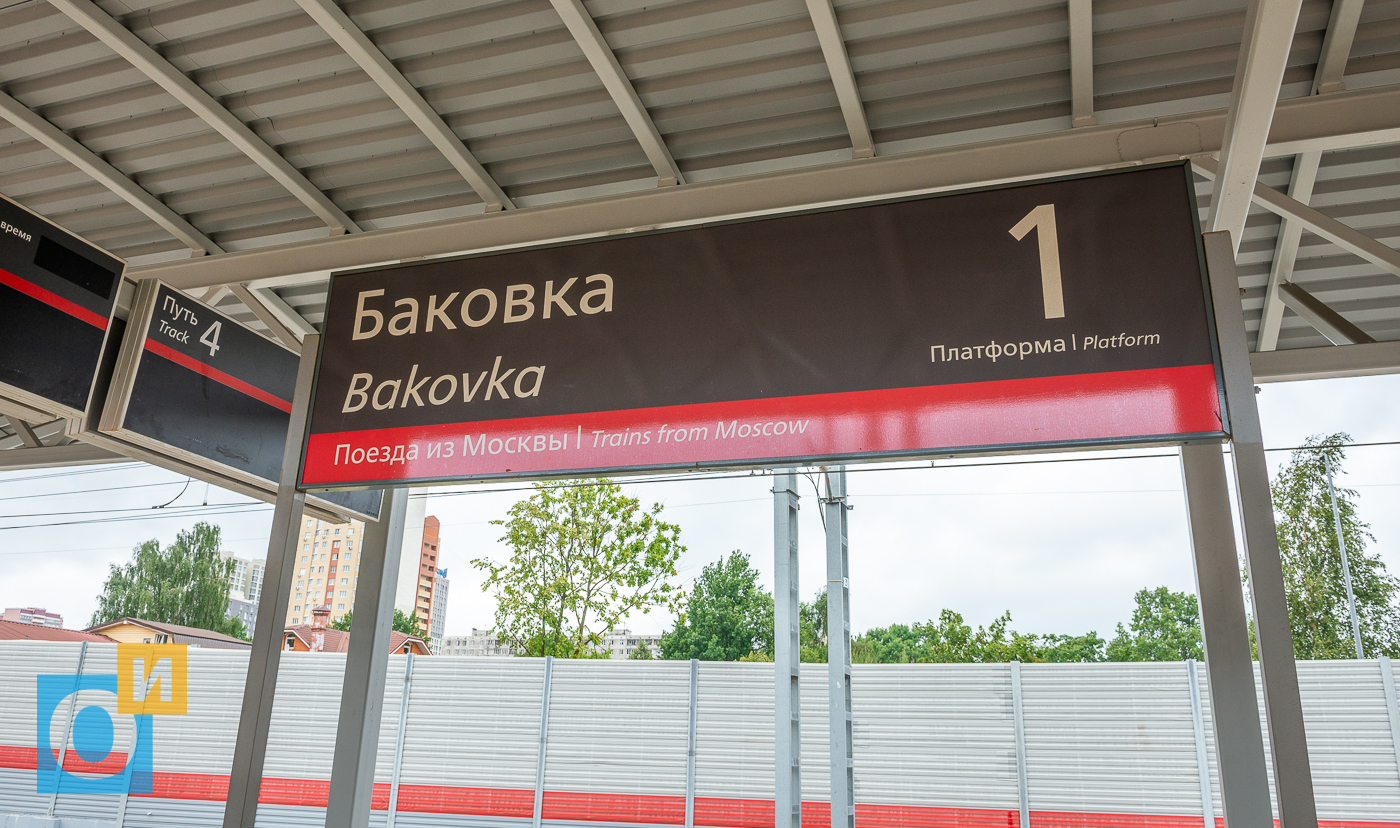 время
Путь 4
Track
Баковка
Bakovka
1
Платформа | Platform
Поезда из Москвы | Trains from Moscow
И